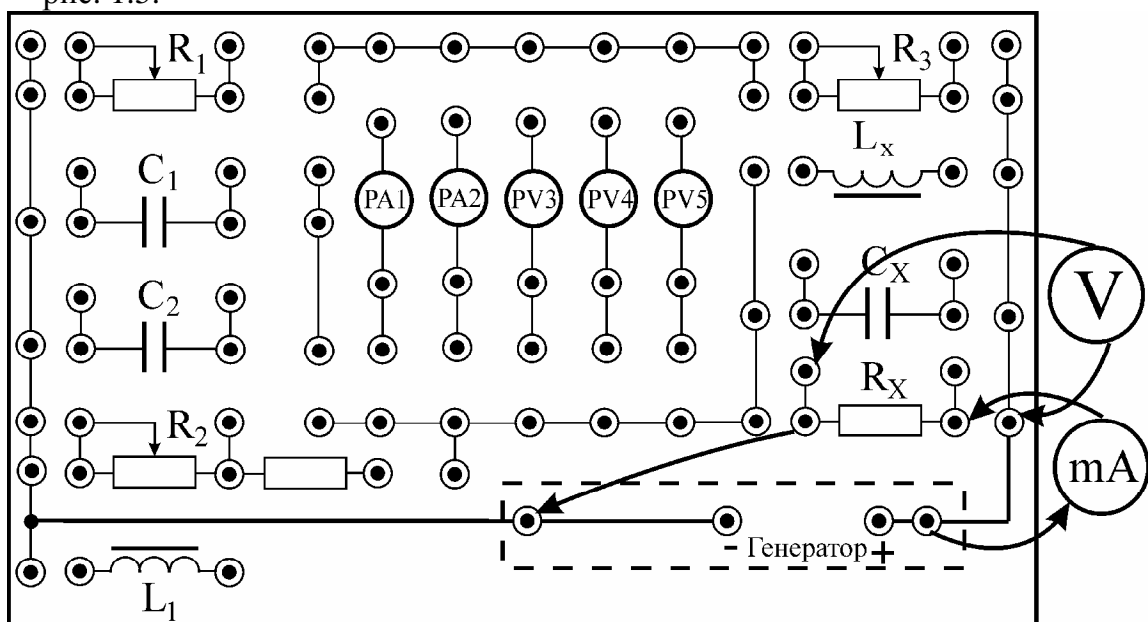 рис. 1.3.
R1
R3
Lx
C1
PA1 PA2 PV3 PV4 PV5
CX
V
C2
RX
R2
mA
- Генератор +
L1